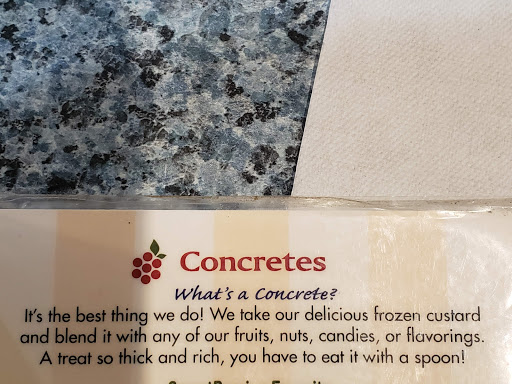 Concretes
What's a Concrete?
It's the best thing we do! We take our delicious frozen custard
and blend it with any of our fruits, nuts, candies, or flavorings.
A treat so thick and rich, you have to eat it with a spoon!